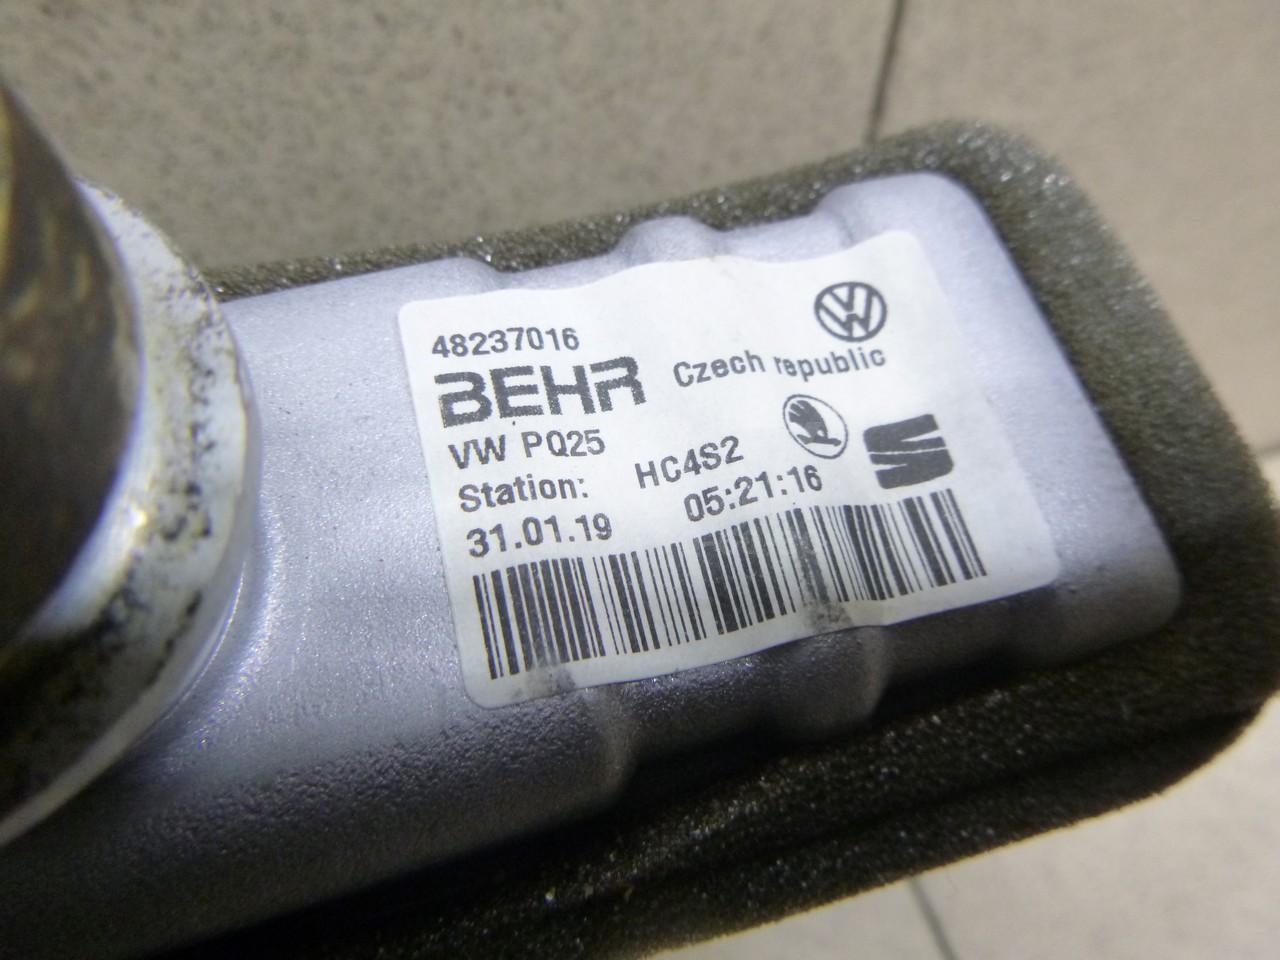 48237016
BEHR Czech republic
VW PQ25
Station: HC4S2
31.01.19 05:21:16